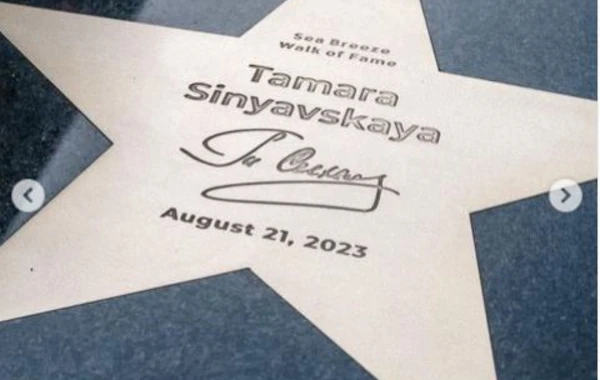 Sea Breeze
Walk of Fame
Tamara
Sinyavskaya
August 21, 2023